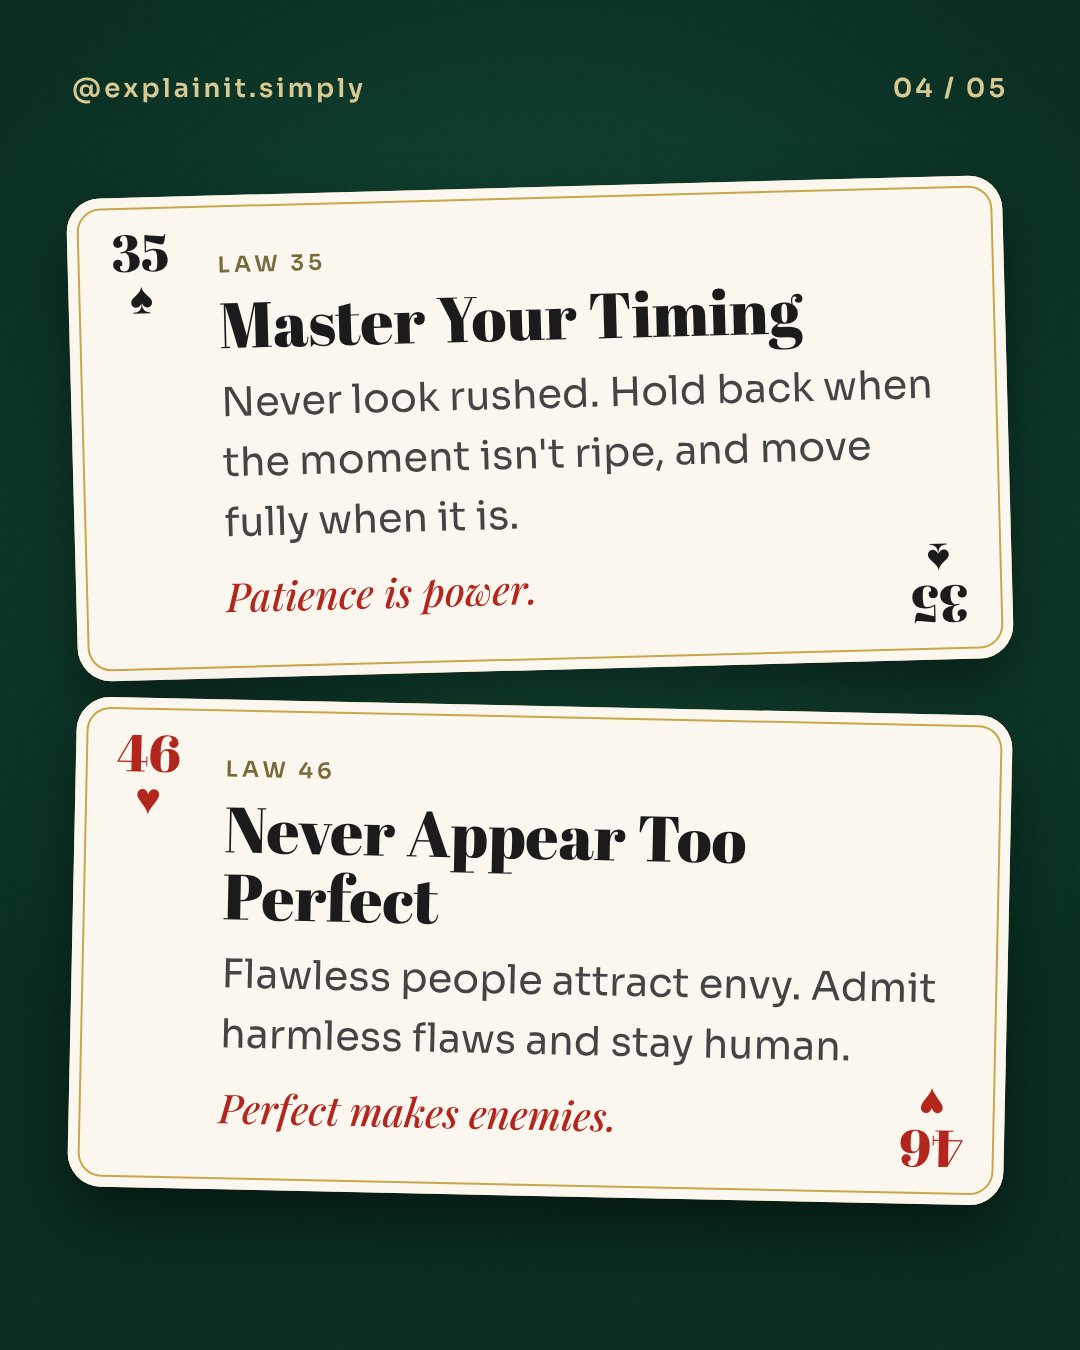 @explainit.simply
04 / 05
35
♠
LAW 35
Master Your Timing
Never look rushed. Hold back when
the moment isn't ripe, and move
fully when it is.
Patience is power.
♠
35
46
♥
LAW 46
Never Appear Too
Perfect
Flawless people attract envy. Admit
harmless flaws and stay human.
Perfect makes enemies.
♥
46